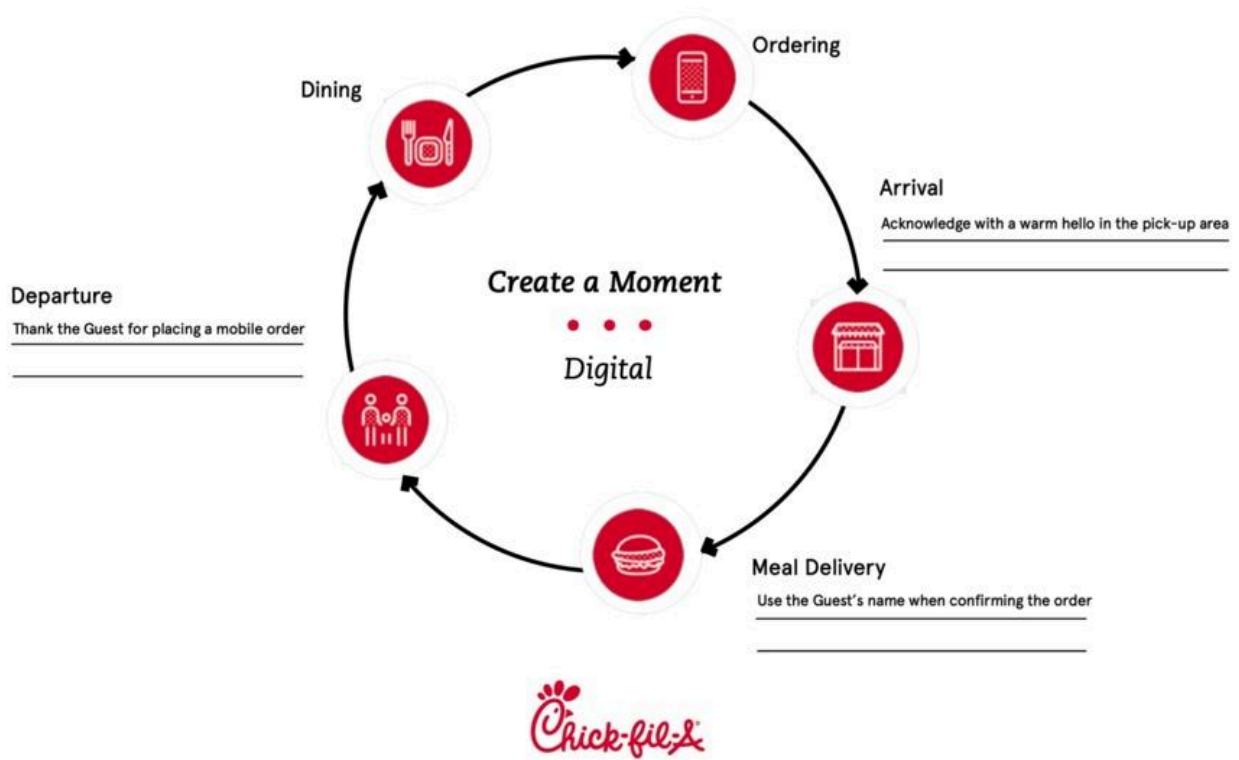 Ordering
Dining
Arrival
Acknowledge with a warm hello in the pick-up area
Create a Moment
Digital
Departure
Thank the Guest for placing a mobile order
Meal Delivery
Use the Guest's name when confirming the order
Chick-fil-A